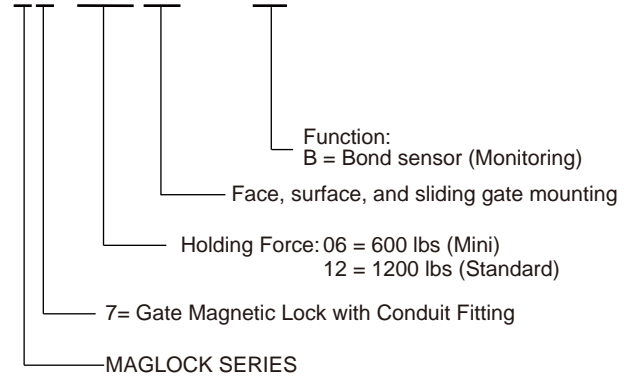 Function:
B = Bond sensor (Monitoring)
Face, surface, and sliding gate mounting
Holding Force: 06 = 600 lbs (Mini)
12 = 1200 lbs (Standard)
7= Gate Magnetic Lock with Conduit Fitting
MAGLOCK SERIES